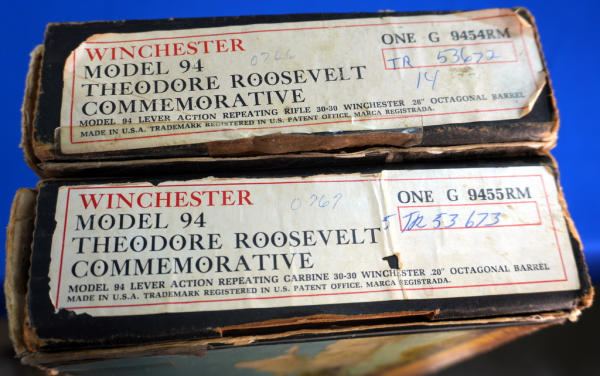 WINCHESTER 0766 ONE G 9454RM
MODEL 94 TR 53672
THEODORE ROOSEVELT 14
COMMEMORATIVE
MODEL 94 LEVER ACTION REPEATING RIFLE 30-30 WINCHESTER 26" OCTAGONAL BARREL
MADE IN U.S.A. TRADEMARK REGISTERED IN U.S. PATENT OFFICE. MARCA REGISTRADA.
WINCHESTER 0767 ONE G 9455RM
MODEL 94 5 TR 53673
THEODORE ROOSEVELT
COMMEMORATIVE
MODEL 94 LEVER ACTION REPEATING CARBINE 30-30 WINCHESTER 20" OCTAGONAL BARREL
MADE IN U.S.A. TRADEMARK REGISTERED IN U.S. PATENT OFFICE. MARCA REGISTRADA.